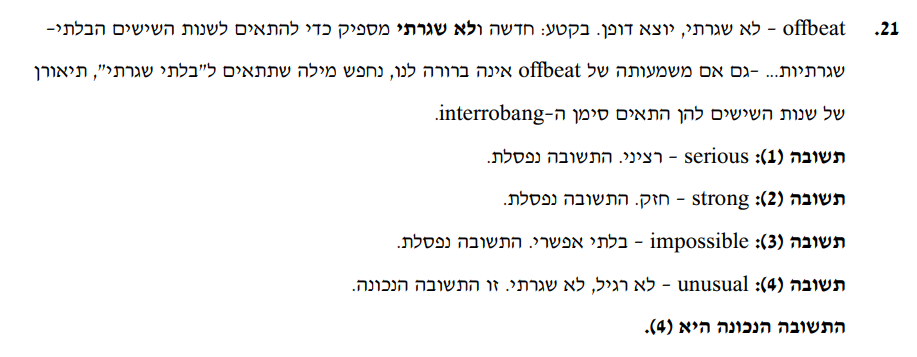 21. offbeat – לא שגרתי, יוצא דופן. בקטע: חדשה ולא שגרתי מספיק כדי להתאים לשנות השישים הבלתי-
שגרתיות... –גם אם משמעותה של offbeat אינה ברורה לנו, נחפש מילה שתתאים ל"בלתי שגרתי", תיאורן
של שנות השישים להן התאים סימן ה-interrobang.
תשובה (1): serious – רציני. התשובה נפסלת.
תשובה (2): strong – חזק. התשובה נפסלת.
תשובה (3): impossible – בלתי אפשרי. התשובה נפסלת.
תשובה (4): unusual – לא רגיל, לא שגרתי. זו התשובה הנכונה.
התשובה הנכונה היא (4).